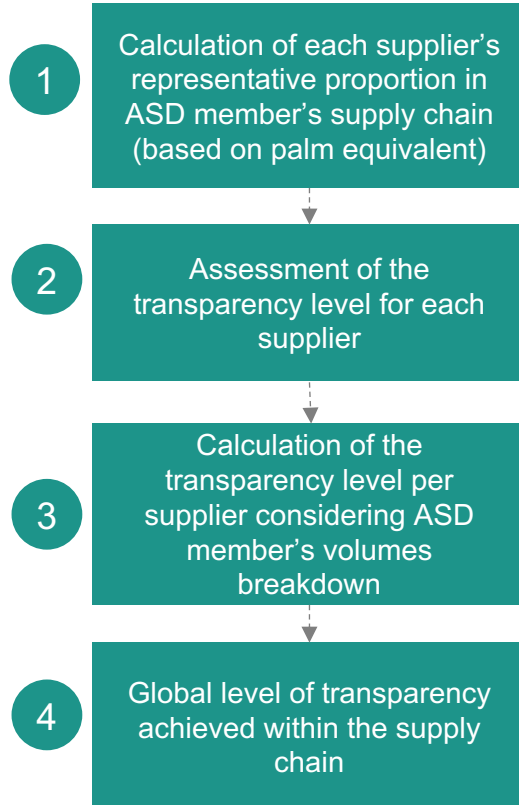 1
Calculation of each supplier's
representative proportion in
ASD member's supply chain
(based on palm equivalent)
2
Assessment of the
transparency level for each
supplier
3
Calculation of the
transparency level per
supplier considering ASD
member's volumes
breakdown
4
Global level of transparency
achieved within the supply
chain